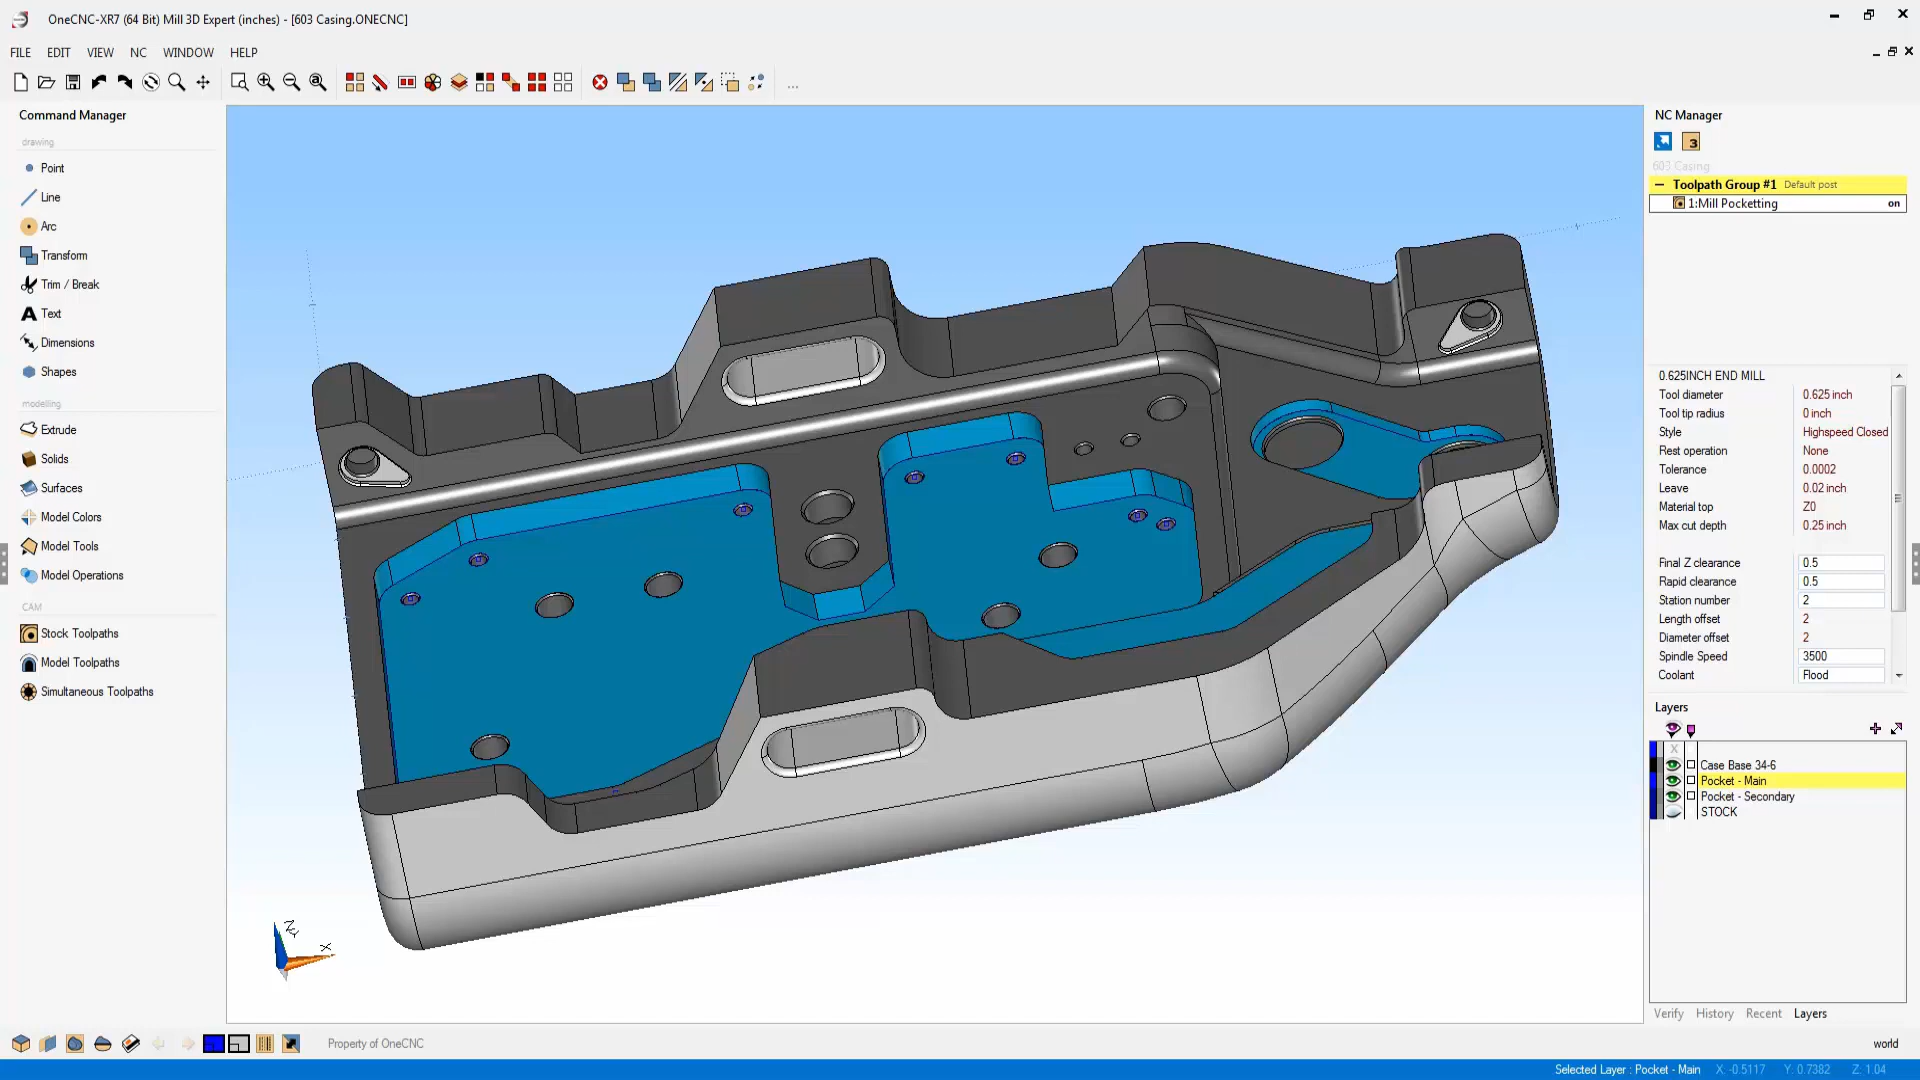 OneCNC-XR7 (64 Bit) Mill 3D Expert (inches) - [603 Casing.ONECNC]
FILE EDIT VIEW NC WINDOW HELP
...
Command Manager
drawing
Point
Line
Arc
Transform
Trim / Break
Text
Dimensions
Shapes
modelling
Extrude
Solids
Surfaces
Model Colors
Model Tools
Model Operations
CAM
Stock Toolpaths
Model Toolpaths
Simultaneous Toolpaths
Z
Y
X
NC Manager
3
603 Casing
Toolpath Group #1 Default post
1:Mill Pocketting on
0.625INCH END MILL
Tool diameter 0.625 inch
Tool tip radius 0 inch
Style Highspeed Closed
Rest operation None
Tolerance 0.0002
Leave 0.02 inch
Material top Z0
Max cut depth 0.25 inch
Final Z clearance 0.5
Rapid clearance 0.5
Station number 2
Length offset 2
Diameter offset 2
Spindle Speed 3500
Coolant Flood
Layers
X
Case Base 34-6
Pocket - Main
Pocket - Secondary
STOCK
Verify History Recent Layers
Property of OneCNC
world
Selected Layer : Pocket - Main X: -0.5117 Y: 0.7382 Z: 1.04